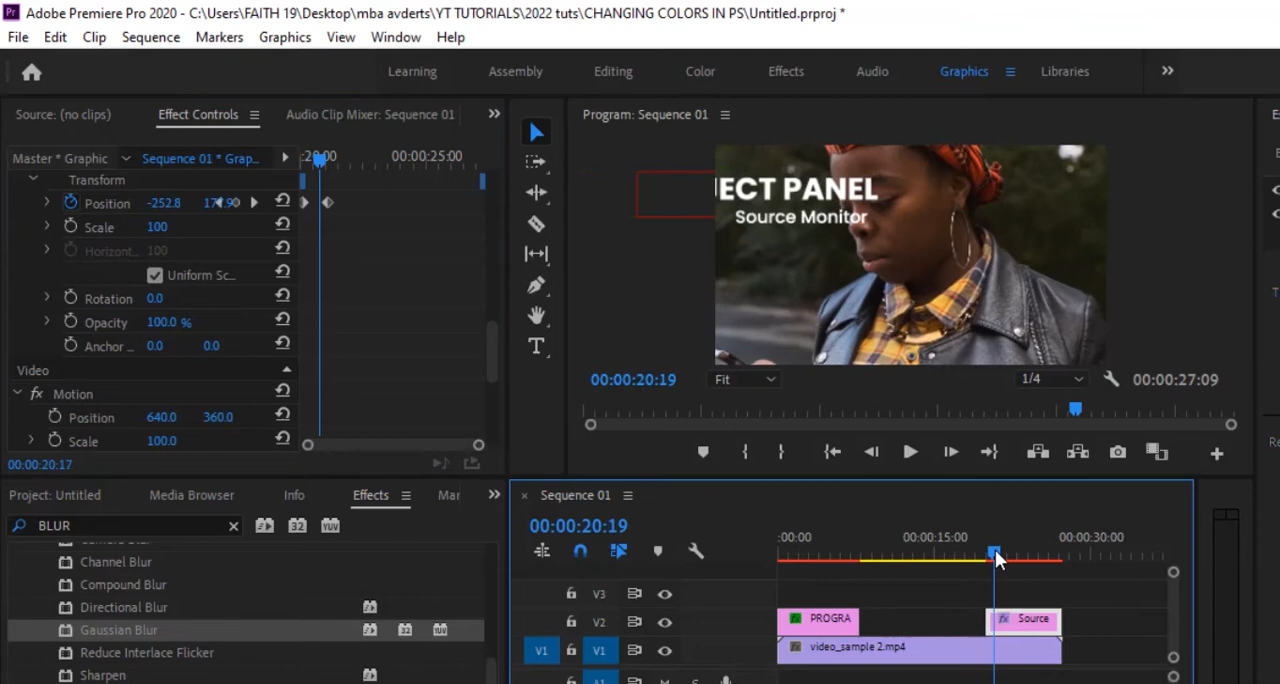 Adobe Premiere Pro 2020 - C:\Users\FAITH 19\Desktop\mba avderts\YT TUTORIALS\2022 tuts\CHANGING COLORS IN PS\Untitled.prproj *
File Edit Clip Sequence Markers Graphics View Window Help
Learning Assembly Editing Color Effects Audio Graphics Libraries
Source: (no clips) Effect Controls Audio Clip Mixer: Sequence 01
Program: Sequence 01
Master * Graphic Sequence 01 * Grap... :20:00 00:00:25:00
Transform
Position -252.8
Scale 100
Horizont... 100
Uniform Sc...
Rotation 0.0
Opacity 100.0 %
Anchor ... 0.0 0.0
Video
fx Motion
Position 640.0 360.0
Scale 100.0
00:00:20:17
JECT PANEL
Source Monitor
00:00:20:19 Fit 1/4 00:00:27:09
Project: Untitled Media Browser Info Effects Mar
BLUR
Channel Blur
Compound Blur
Directional Blur
Gaussian Blur
Reduce Interlace Flicker
Sharpen
Sequence 01
00:00:20:19
:00:00 00:00:15:00 00:00:30:00
V3
V2 PROGRA Source
V1 V1 video_sample 2.mp4